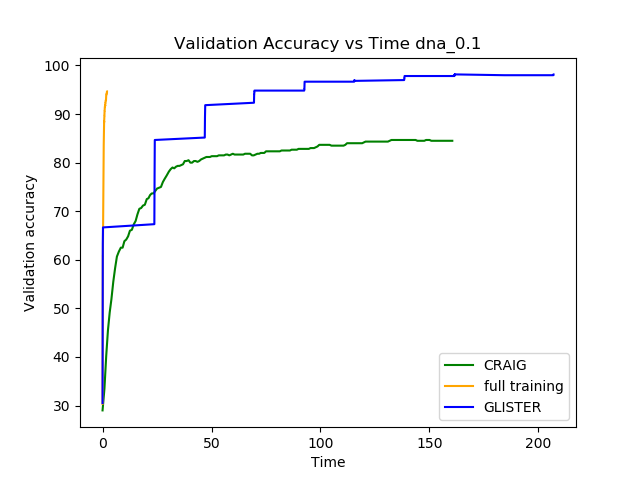 Validation Accuracy vs Time dna_0.1
100
90
80
70
60
50
40
30
Validation accuracy
0
50
100
150
200
Time
CRAIG
full training
GLISTER